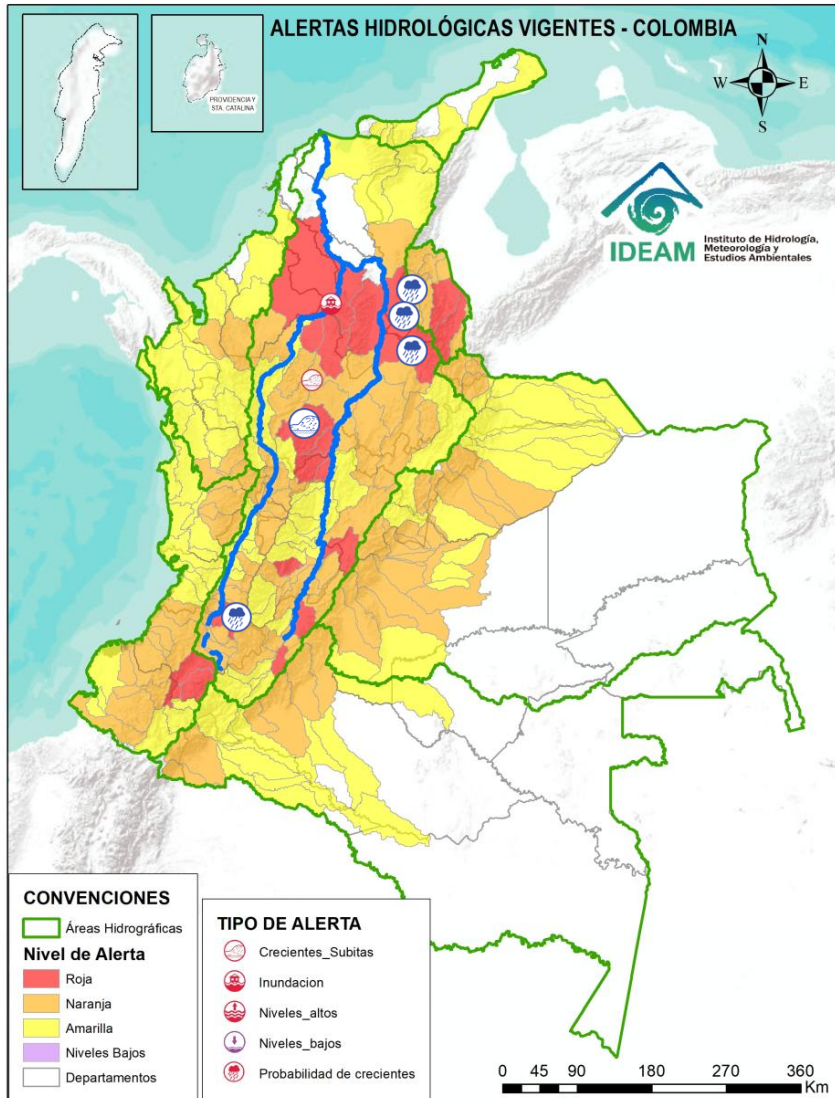 ALERTAS HIDROLÓGICAS VIGENTES - COLOMBIA
PROVIDENCIA Y
STA. CATALINA
N
W
E
S
IDEAM
Instituto de Hidrología,
Meteorología y
Estudios Ambientales
CONVENCIONES
Áreas Hidrográficas
Nivel de Alerta
Roja
Naranja
Amarilla
Niveles Bajos
Departamentos
TIPO DE ALERTA
Crecientes_Subitas
Inundacion
Niveles_altos
Niveles_bajos
Probabilidad de crecientes
0 45 90 180 270 360
Km